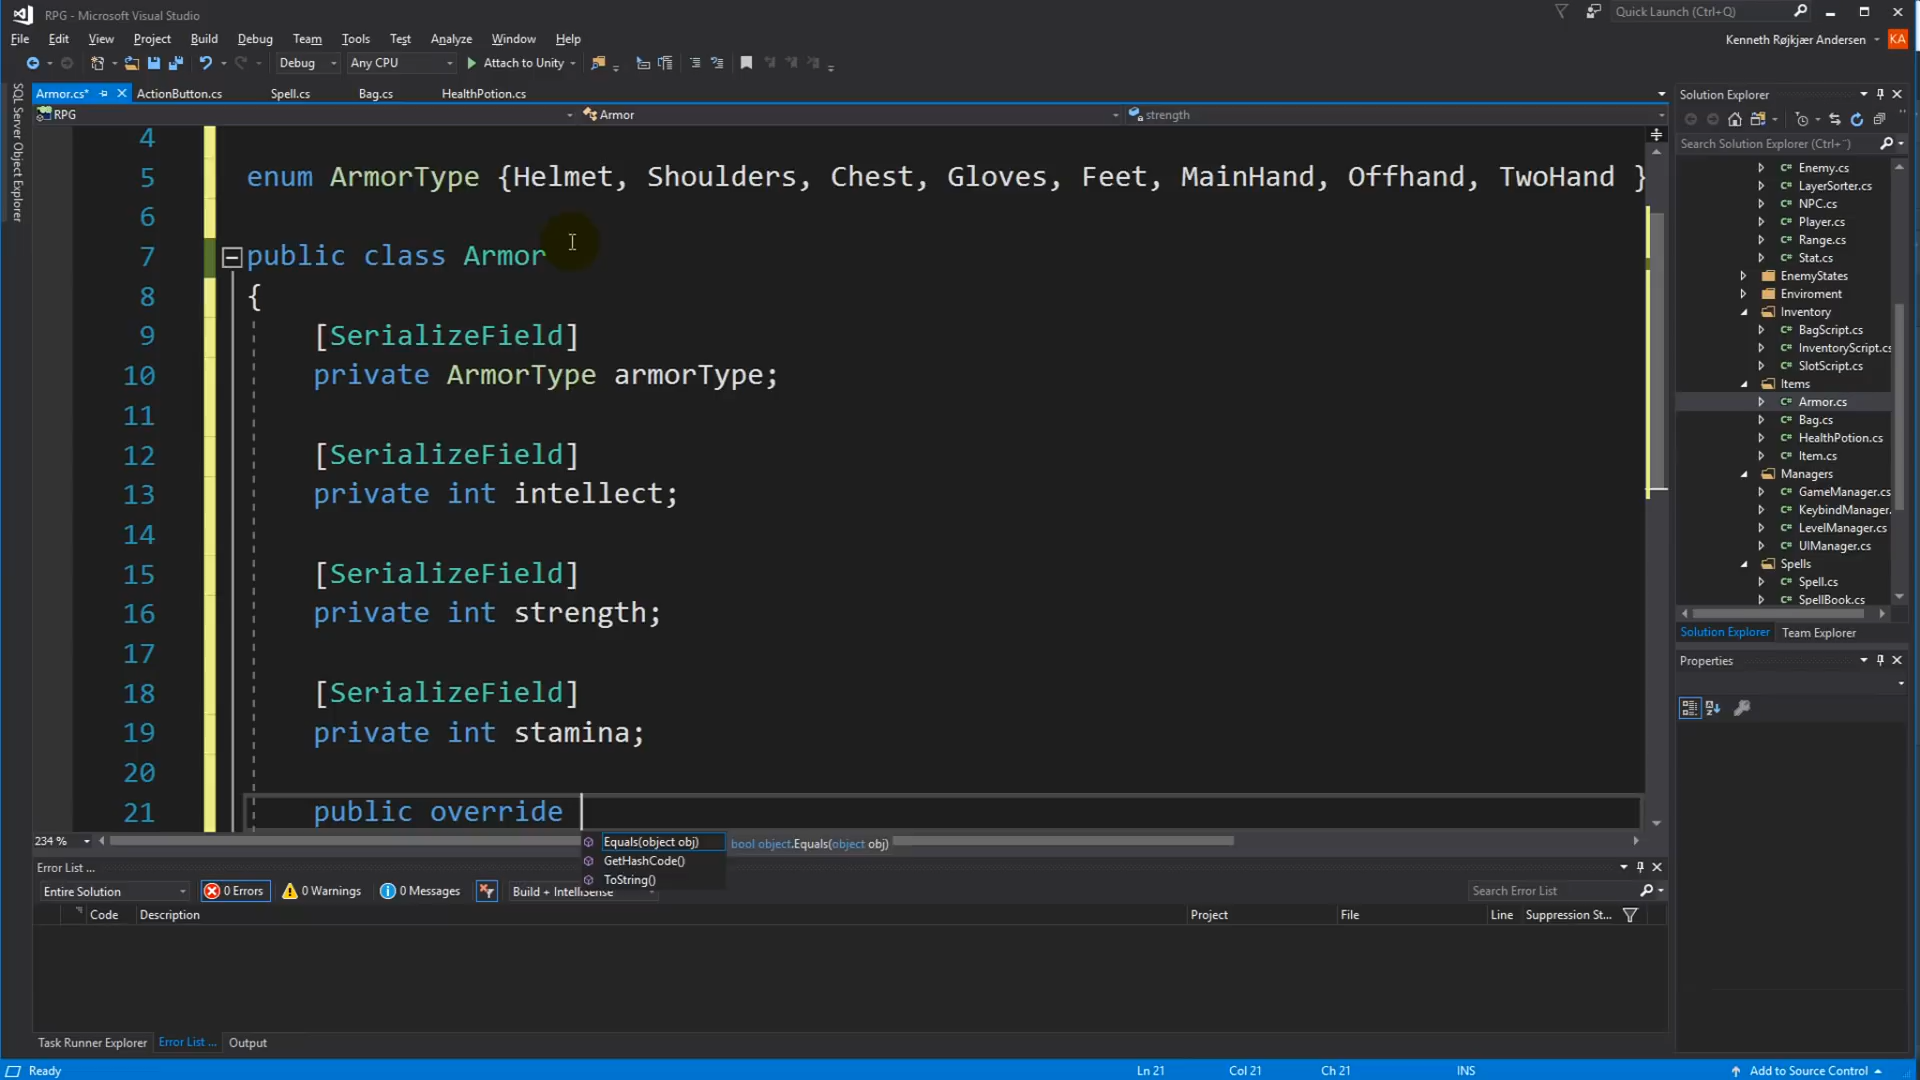 RPG - Microsoft Visual Studio
Quick Launch (Ctrl+Q)
File Edit View Project Build Debug Team Tools Test Analyze Window Help
Kenneth Røjkjær Andersen KA
Debug Any CPU Attach to Unity
Armor.cs* ActionButton.cs Spell.cs Bag.cs HealthPotion.cs
RPG Armor strength
SQL Server Object Explorer
4
5 enum ArmorType {Helmet, Shoulders, Chest, Gloves, Feet, MainHand, Offhand, TwoHand }
6
7 public class Armor
8 {
9 [SerializeField]
10 private ArmorType armorType;
11
12 [SerializeField]
13 private int intellect;
14
15 [SerializeField]
16 private int strength;
17
18 [SerializeField]
19 private int stamina;
20
21 public override
Equals(object obj)
GetHashCode()
ToString()
bool object.Equals(object obj)
234 %
Solution Explorer
Search Solution Explorer (Ctrl+¨)
C# Enemy.cs
C# LayerSorter.cs
C# NPC.cs
C# Player.cs
C# Range.cs
C# Stat.cs
EnemyStates
Enviroment
Inventory
C# BagScript.cs
C# InventoryScript.cs
C# SlotScript.cs
Items
C# Armor.cs
C# Bag.cs
C# HealthPotion.cs
C# Item.cs
Managers
C# GameManager.cs
C# KeybindManager.
C# LevelManager.cs
C# UIManager.cs
Spells
C# Spell.cs
C# SpellBook.cs
Solution Explorer Team Explorer
Properties
Error List ...
Entire Solution 0 Errors 0 Warnings 0 Messages Build + IntelliSense
Search Error List
Code Description Project File Line Suppression St...
Task Runner Explorer Error List ... Output
Ready Ln 21 Col 21 Ch 21 INS Add to Source Control